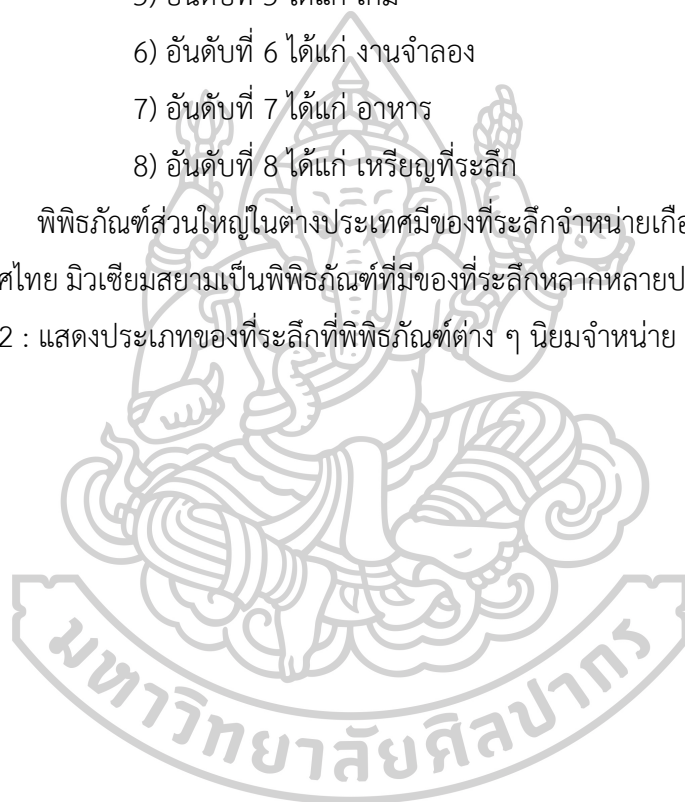 6) อันดับที่ 6 ได้แก่ งานจำลอง
7) อันดับที่ 7 ได้แก่ อาหาร
8) อันดับที่ 8 ได้แก่ เหรียญที่ระลึก
พิพิธภัณฑ์ส่วนใหญ่ในต่างประเทศมีของที่ระลึกจำหน่ายเกือ
ศไทย มิวเซียมสยามเป็นพิพิธภัณฑ์ที่มีของที่ระลึกหลากหลายป
2 : แสดงประเภทของที่ระลึกที่พิพิธภัณฑ์ต่าง ๆ นิยมจำหน่าย
มหาวิทยาลัยศิลปากร